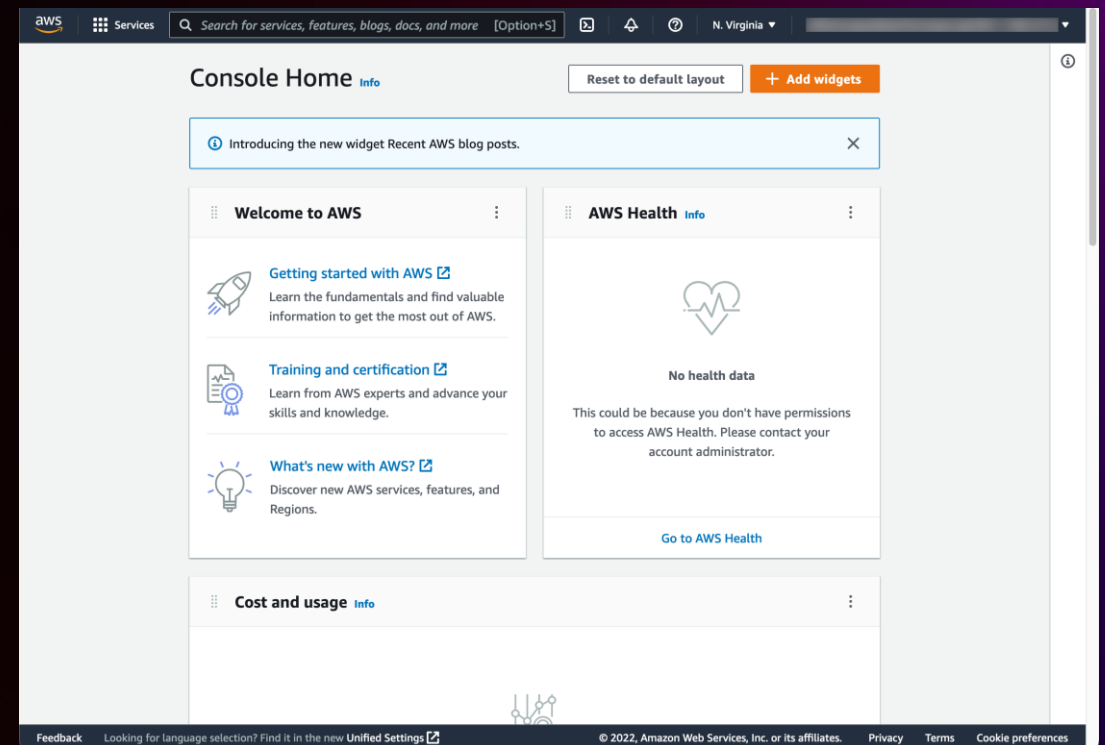 aws Services Search for services, features, blogs, docs, and more [Option+S] N. Virginia
Console Home Info
Reset to default layout
Add widgets
Introducing the new widget Recent AWS blog posts.
Welcome to AWS
Getting started with AWS
Learn the fundamentals and find valuable
information to get the most out of AWS.
Training and certification
Learn from AWS experts and advance your
skills and knowledge.
What's new with AWS?
Discover new AWS services, features, and
Regions.
AWS Health Info
No health data
This could be because you don't have permissions
to access AWS Health. Please contact your
account administrator.
Go to AWS Health
Cost and usage Info
Feedback Looking for language selection? Find it in the new Unified Settings © 2022, Amazon Web Services, Inc. or its affiliates. Privacy Terms Cookie preferences